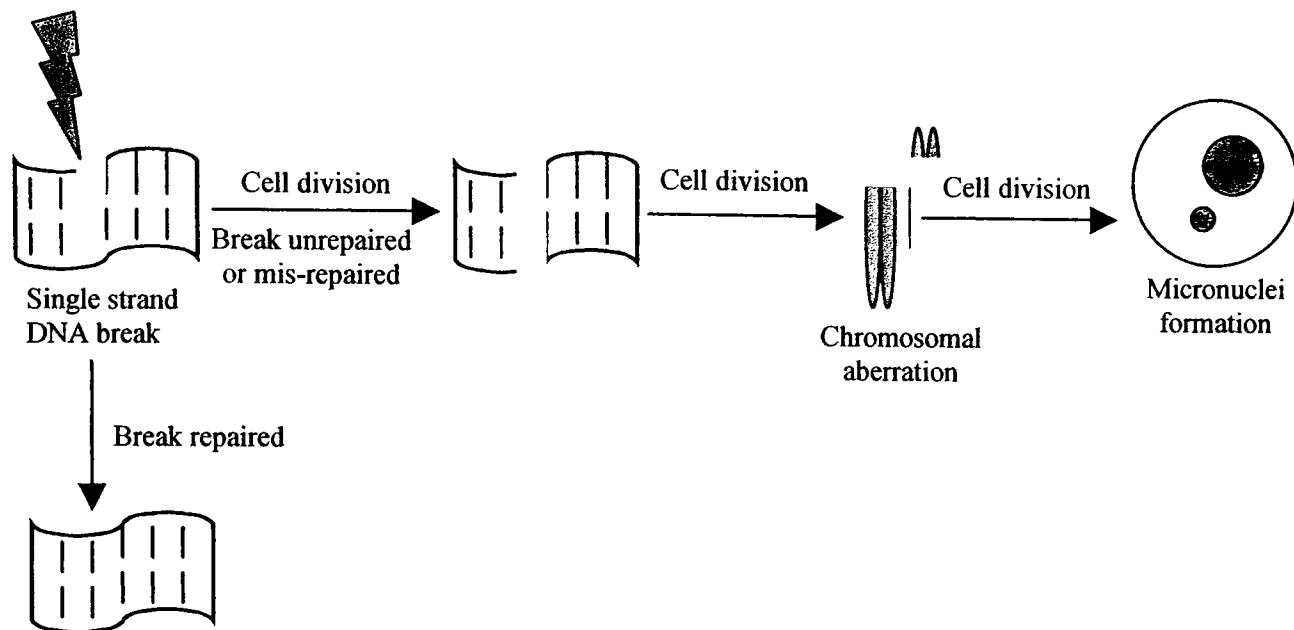 Cell division
Break unrepaired
or mis-repaired
Cell division
Cell division
Single strand
DNA break
Chromosomal
aberration
Micronuclei
formation
Break repaired